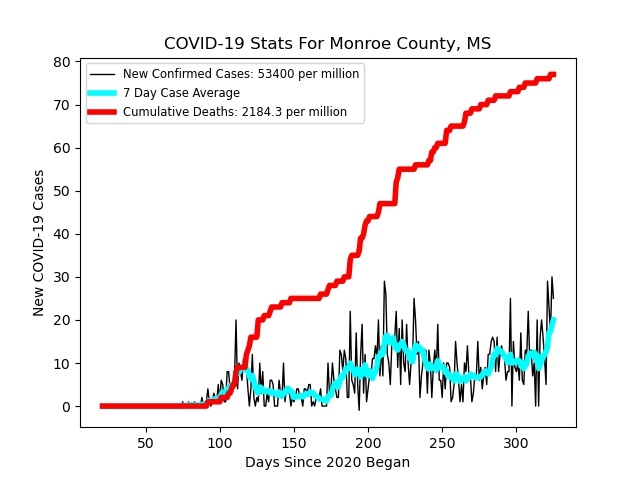 COVID-19 Stats For Monroe County, MS
New Confirmed Cases: 53400 per million
7 Day Case Average
Cumulative Deaths: 2184.3 per million
80
70
60
50
40
30
20
10
0
New COVID-19 Cases
50 100 150 200 250 300
Days Since 2020 Began